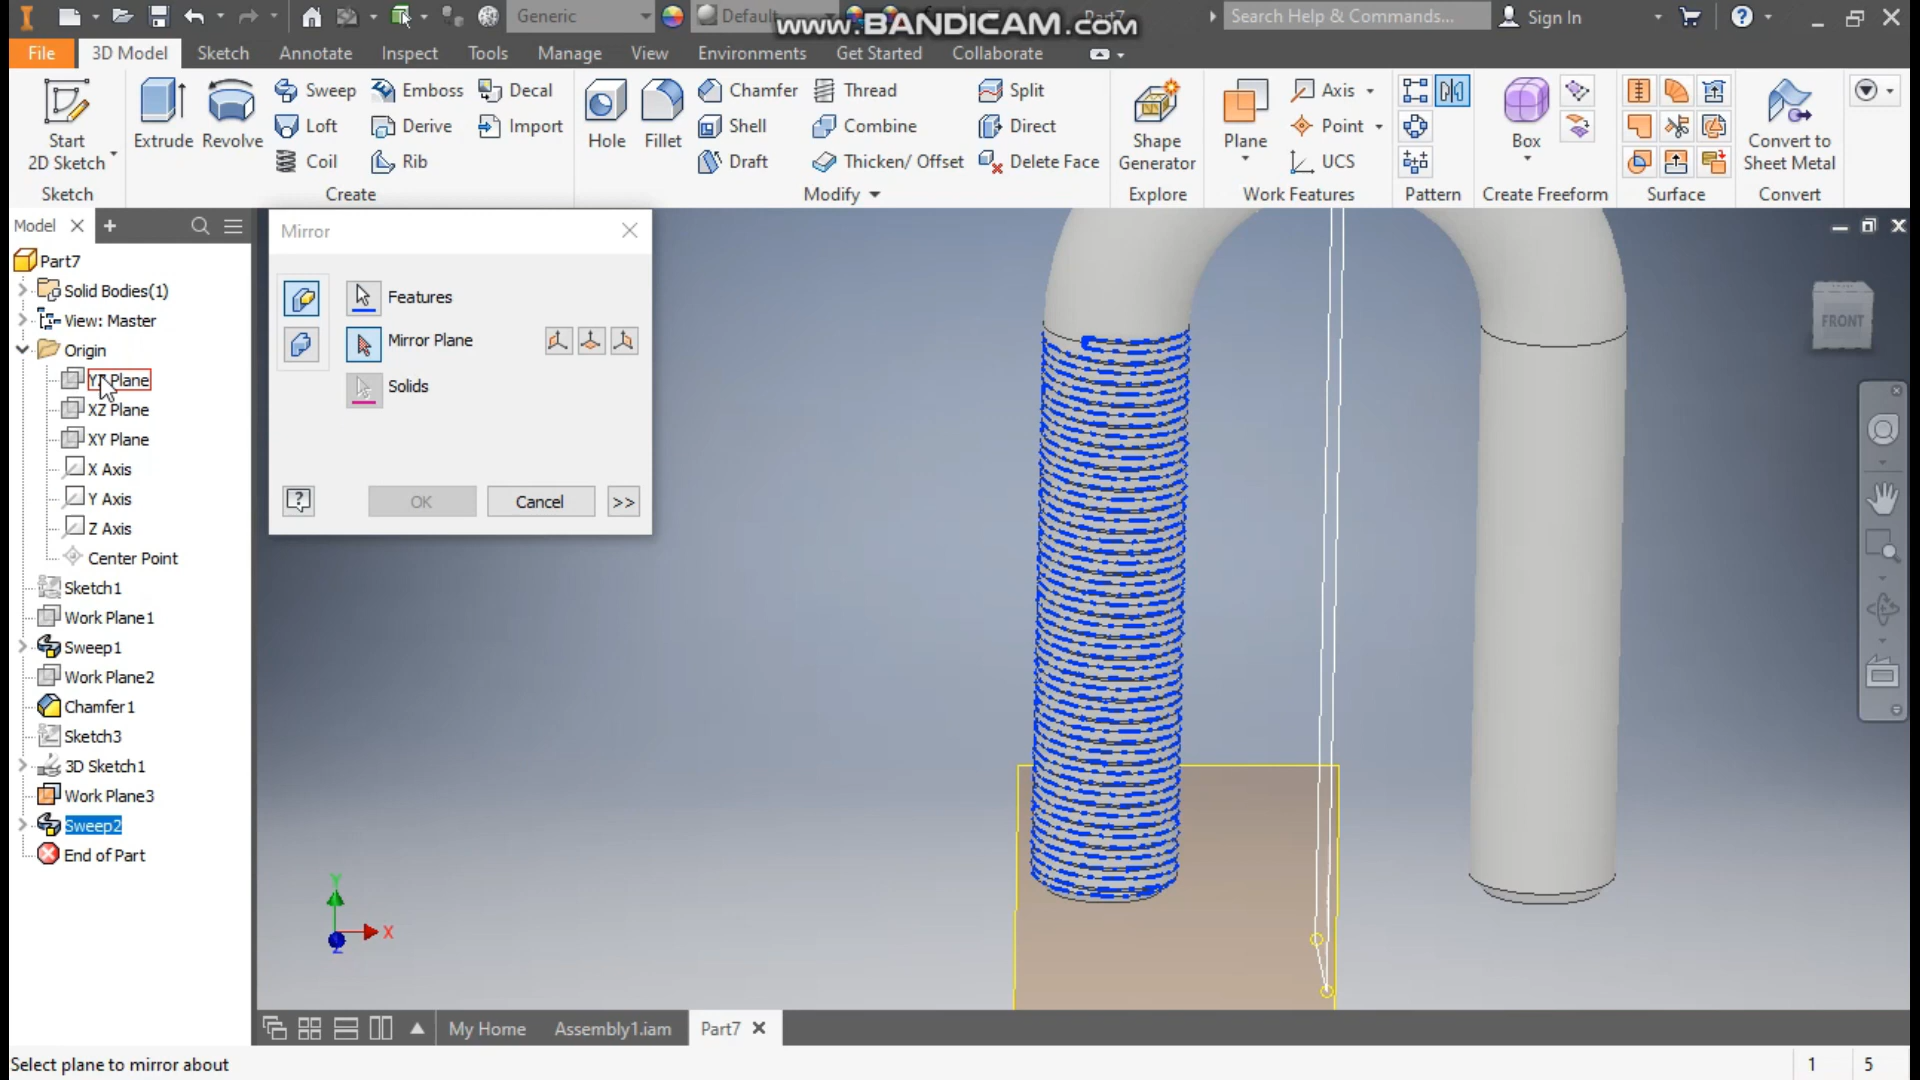 Generic
Default
www.BANDICAM.com
Part7
Search Help & Commands...
Sign In
File
3D Model
Sketch
Annotate
Inspect
Tools
Manage
View
Environments
Get Started
Collaborate
Start
2D Sketch
Sketch
Extrude
Revolve
Sweep
Emboss
Decal
Loft
Derive
Import
Coil
Rib
Create
Hole
Fillet
Chamfer
Thread
Split
Shell
Combine
Direct
Draft
Thicken/ Offset
Delete Face
Modify
Shape
Generator
Explore
Plane
Axis
Point
UCS
Work Features
Pattern
Box
Create Freeform
Surface
Convert to
Sheet Metal
Convert
Model
Part7
Solid Bodies(1)
View: Master
Origin
YZ Plane
XZ Plane
XY Plane
X Axis
Y Axis
Z Axis
Center Point
Sketch1
Work Plane1
Sweep1
Work Plane2
Chamfer1
Sketch3
3D Sketch1
Work Plane3
Sweep2
End of Part
Mirror
Features
Mirror Plane
Solids
OK
Cancel
>>
FRONT
Y
X
Z
My Home
Assembly1.iam
Part7
Select plane to mirror about
1
5